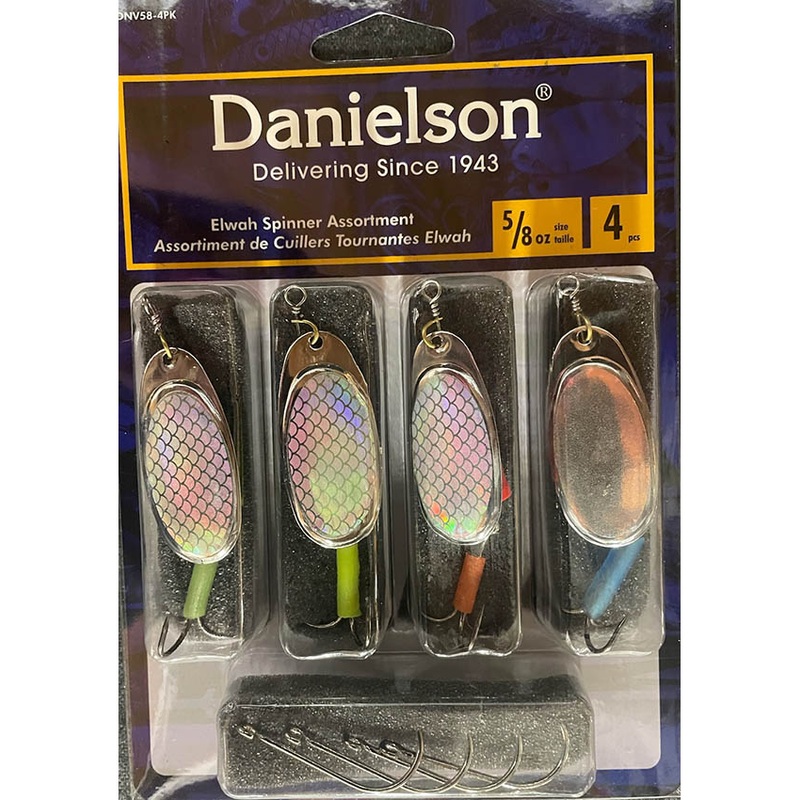 DNV58-4PK
Danielson®
Delivering Since 1943
Elwah Spinner Assortment
Assortiment de Cuillers Tournantes Elwah
5/8 oz size taille
4 pcs